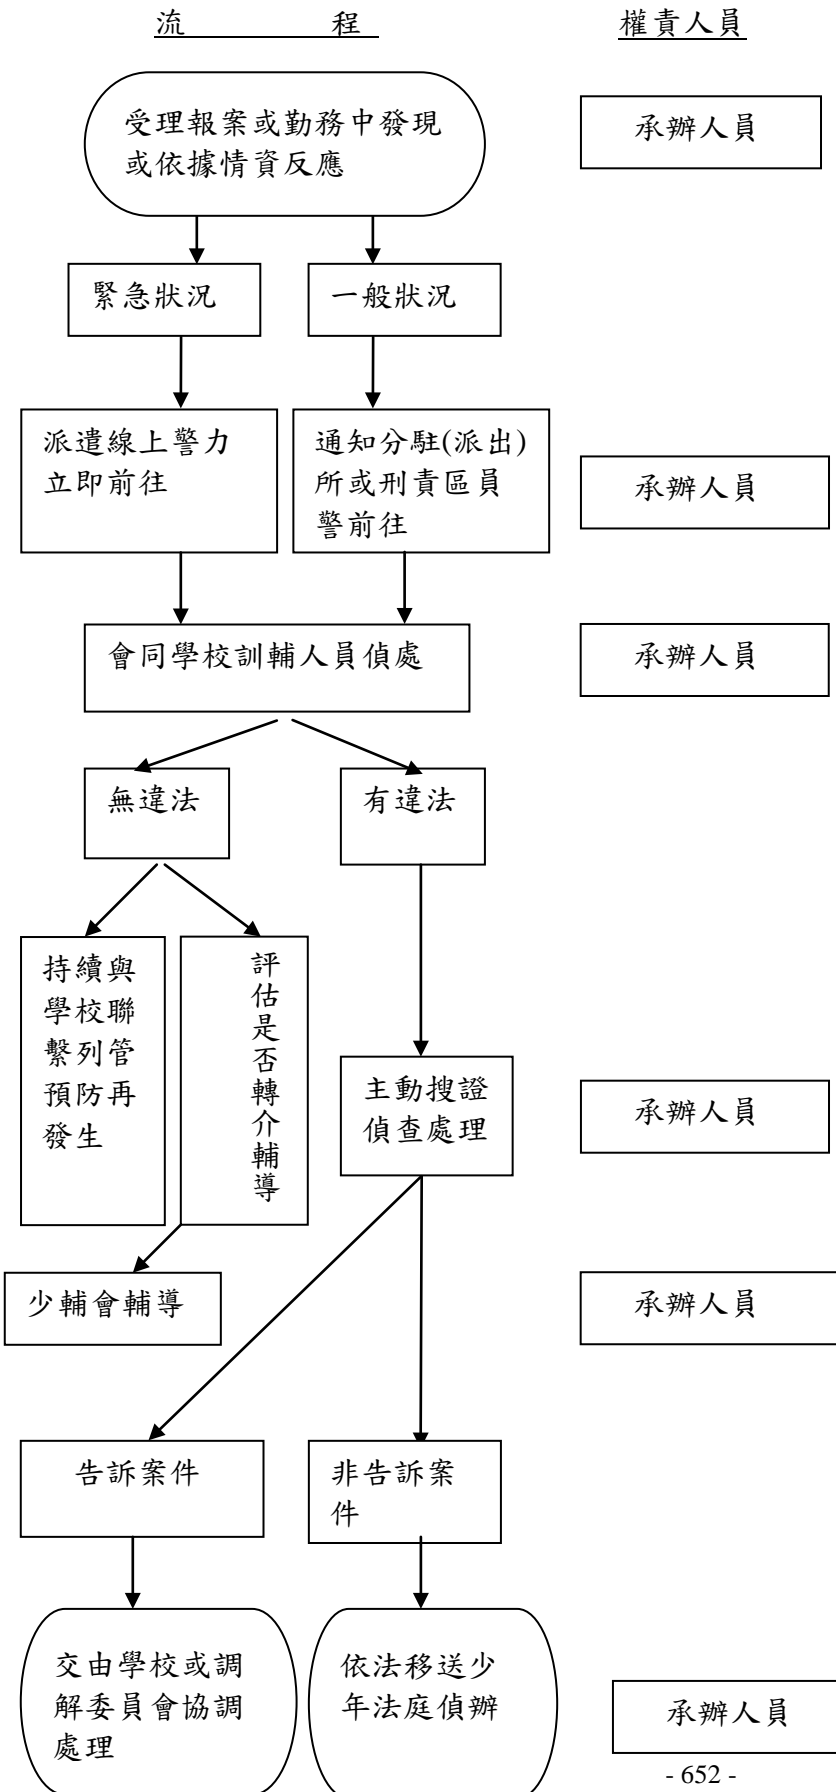 流程 權責人員
受理報案或勤務中發現
或依據情資反應
承辦人員
緊急狀況
一般狀況
派遣線上警力
立即前往
通知分駐(派出)
所或刑責區員
警前往
承辦人員
會同學校訓輔人員偵處
承辦人員
無違法
有違法
持續與
學校聯
繫列管
預防再
發生
評估是否轉介輔導
主動搜證
偵查處理
承辦人員
少輔會輔導
承辦人員
告訴案件
非告訴案
件
交由學校或調
解委員會協調
處理
依法移送少
年法庭偵辦
承辦人員
- 652 -